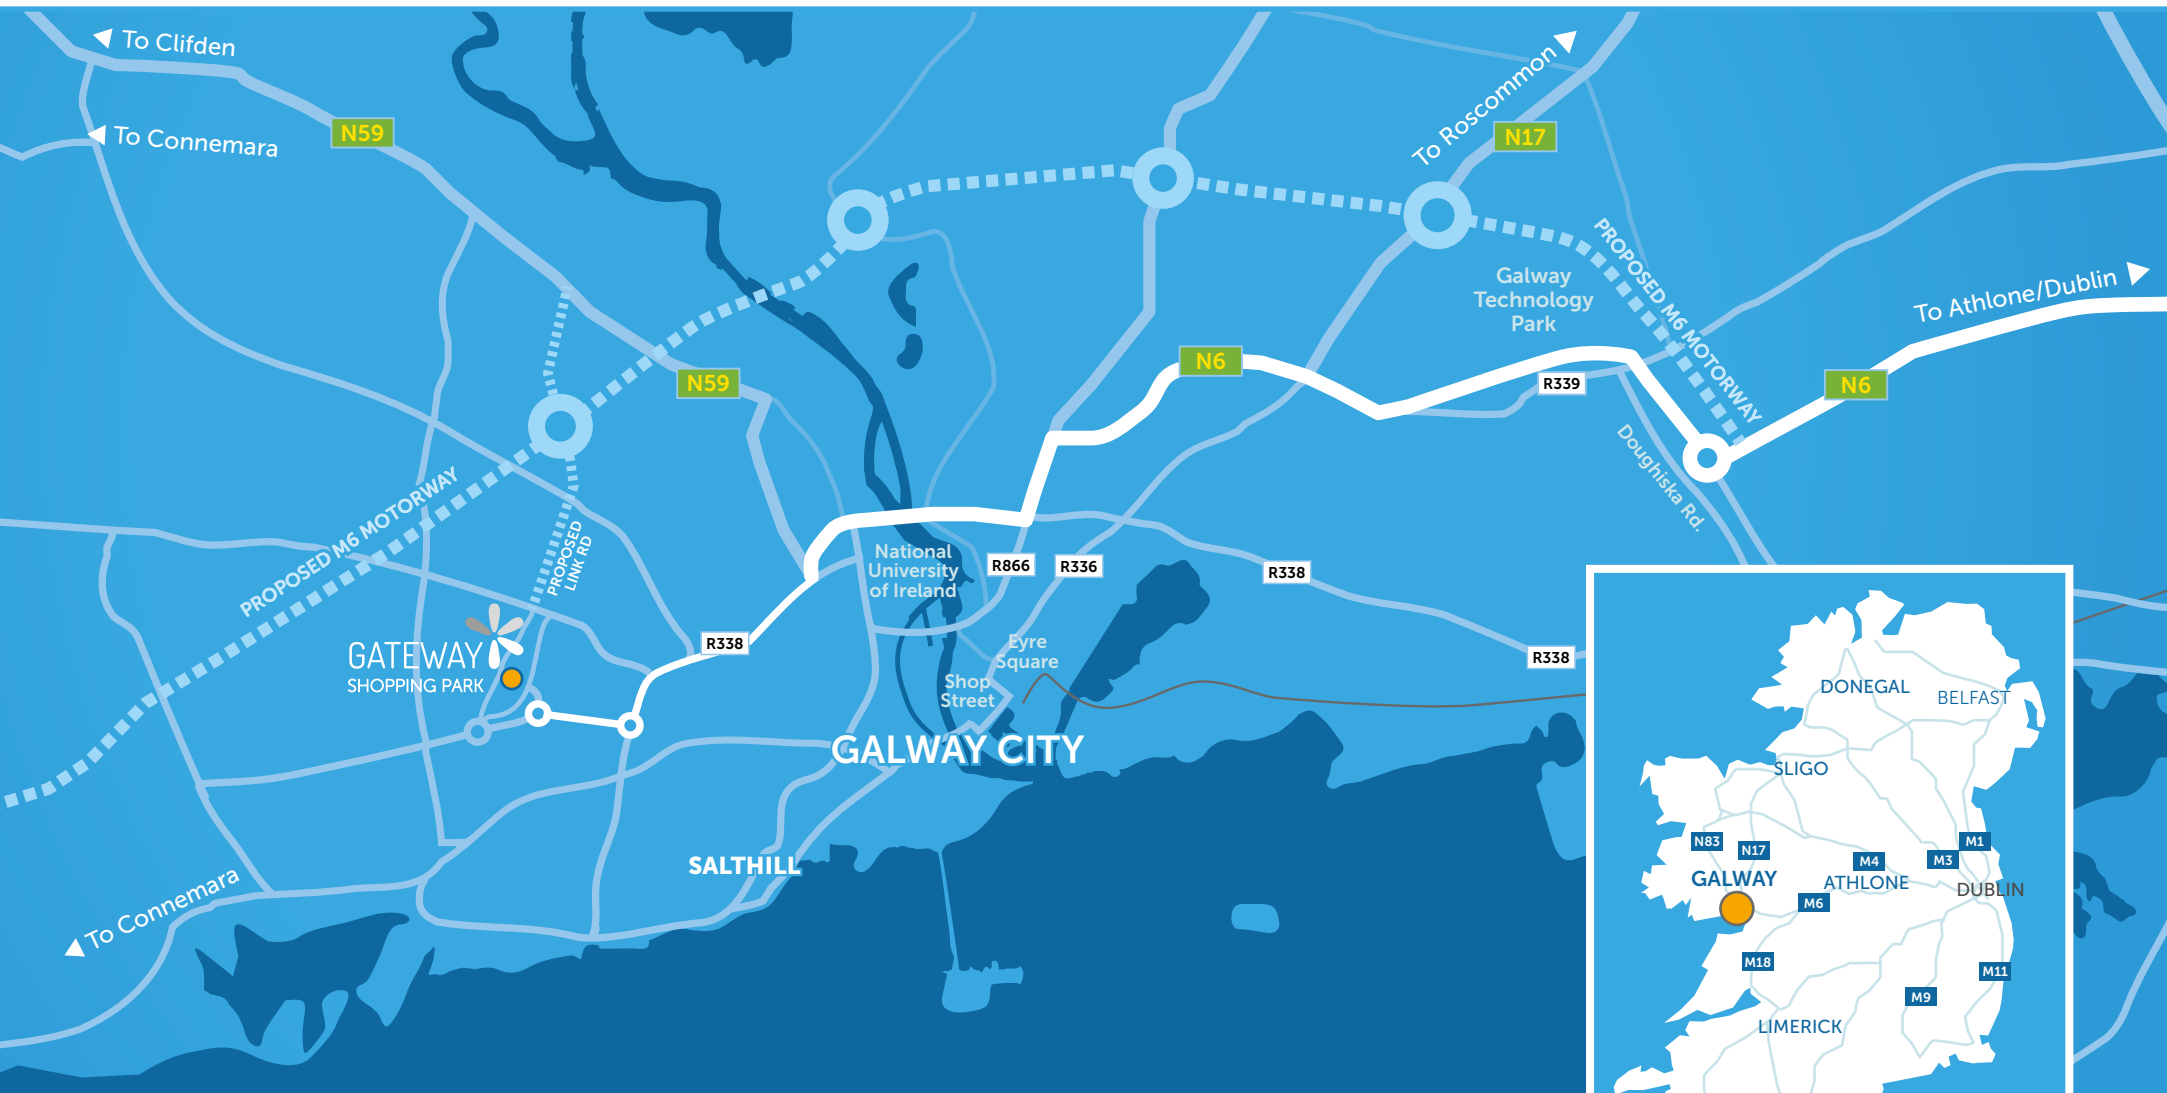 To Clifden
To Connemara
N59
To Roscommon
N17
PROPOSED M6 MOTORWAY
Galway
Technology
Park
To Athlone/Dublin
N6
N59
N6
R339
Doughiska Rd.
PROPOSED M6 MOTORWAY
PROPOSED
LINK RD
National
University
of Ireland
R866
R336
R338
R338
R338
GATEWAY
SHOPPING PARK
Eyre
Square
Shop
Street
GALWAY CITY
SALTHILL
To Connemara
DONEGAL
BELFAST
SLIGO
N83
N17
M4
M3
M1
GALWAY
ATHLONE
DUBLIN
M6
M18
M11
M9
LIMERICK